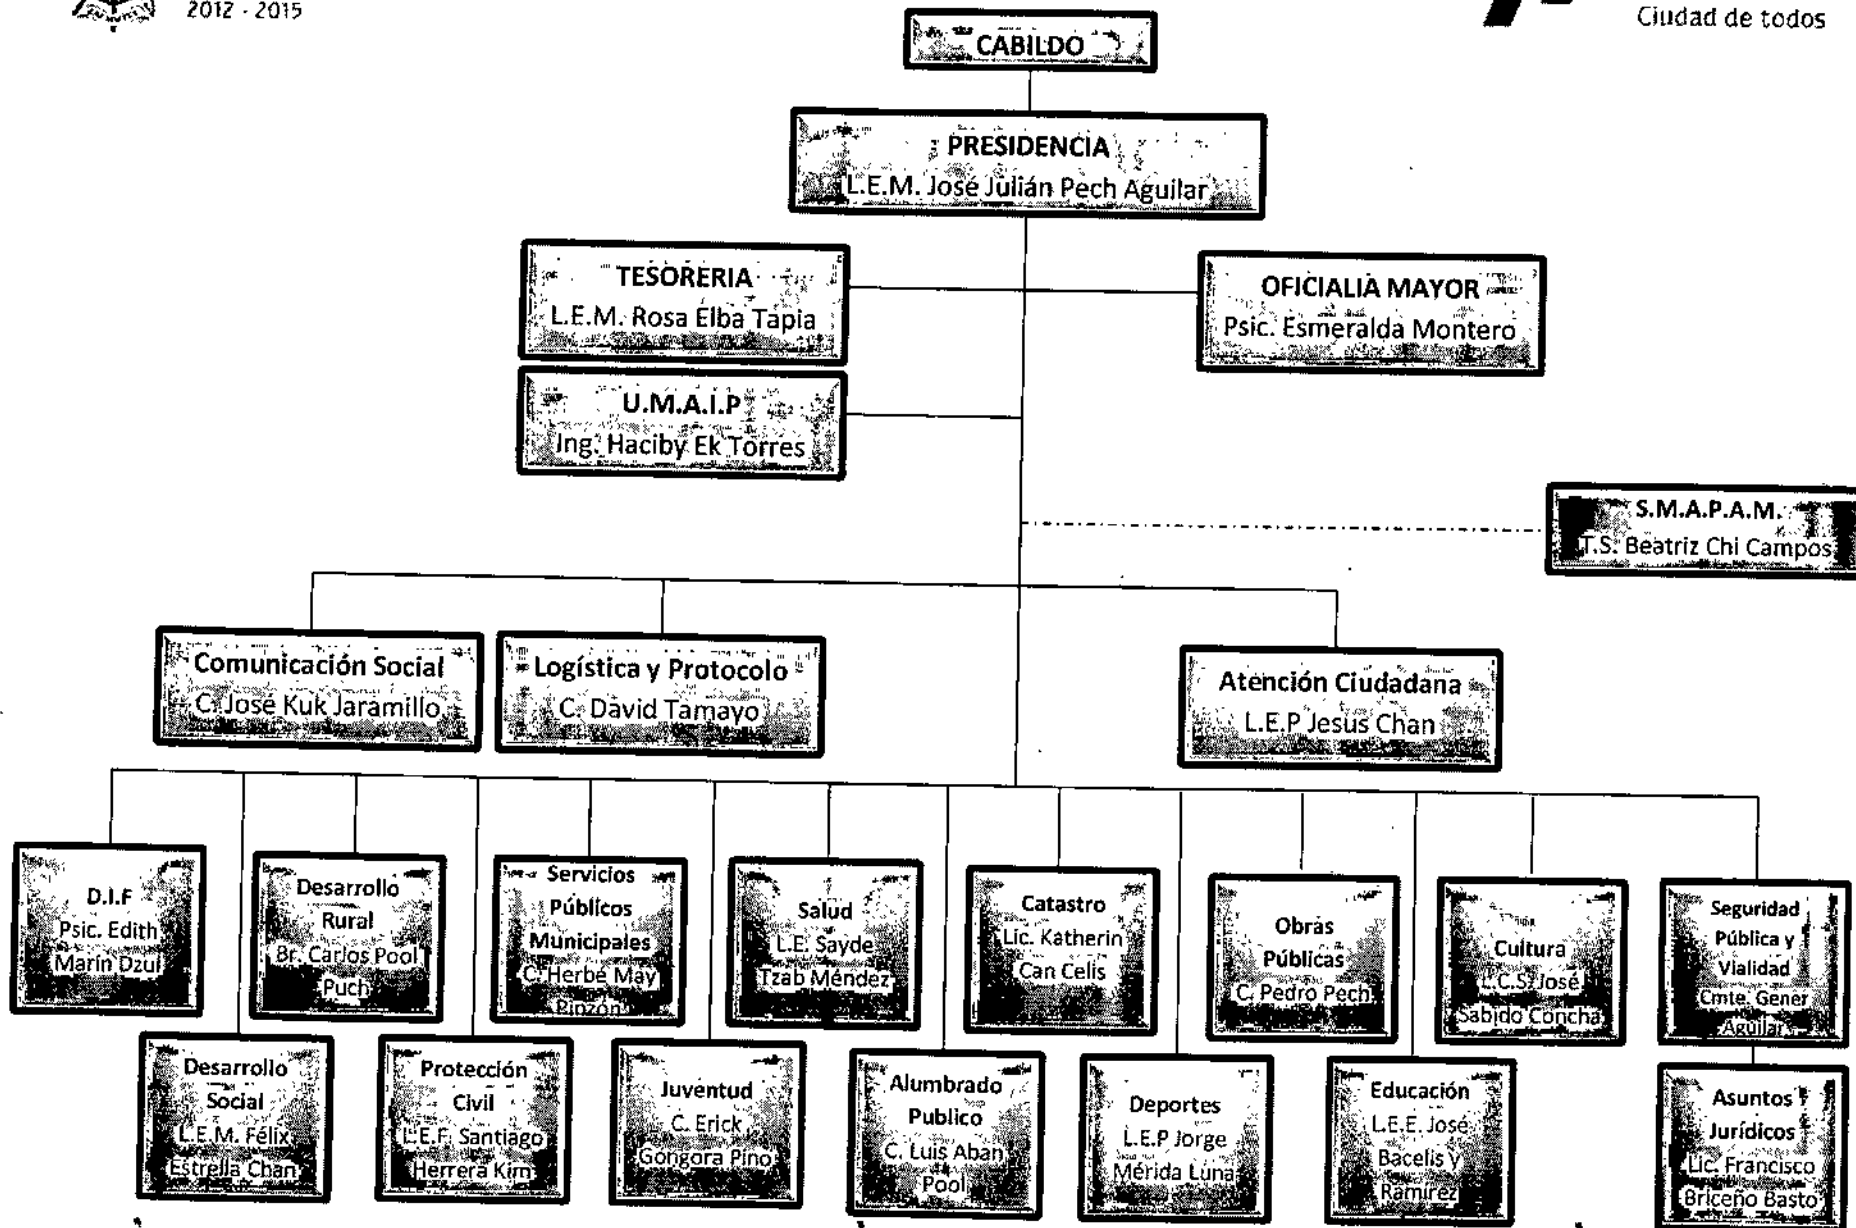 2012 - 2015
Ciudad de todos
CABILDO
PRESIDENCIA
L.E.M. José Julián Pech Aguilar
TESORERIA
L.E.M. Rosa Elba Tapia
OFICIALIA MAYOR
Psic. Esmeralda Montero
U.M.A.I.P
Ing. Haciby Ek Torres
S.M.A.P.A.M.
T.S. Beatriz Chi Campos
Comunicación Social
C. José Kuk Jaramillo
Logística y Protocolo
C. David Tamayo
Atención Ciudadana
L.E.P Jesus Chan
D.I.F
Psic. Edith
Marín Dzul
Desarrollo
Rural
Br. Carlos Pool
Puch
Servicios
Públicos
Municipales
C. Herbé May
Pinzón
Salud
L.E. Sayde
Tzab Méndez
Catastro
Lic. Katherin
Can Celis
Obras
Públicas
C. Pedro Pech
Cultura
L.C.S. José
Sabido Concha
Seguridad
Pública y
Vialidad
Cmte. Gener
Aguilar
Desarrollo
Social
L.E.M. Félix
Estrella Chan
Protección
Civil
L.E.F. Santiago
Herrera Kim
Juventud
C. Erick
Gongora Pino
Alumbrado
Publico
C. Luis Aban
Pool
Deportes
L.E.P Jorge
Mérida Luna
Educación
L.E.E. José
Bacelis y
Ramirez
Asuntos
Jurídicos
Lic. Francisco
Briceño Basto